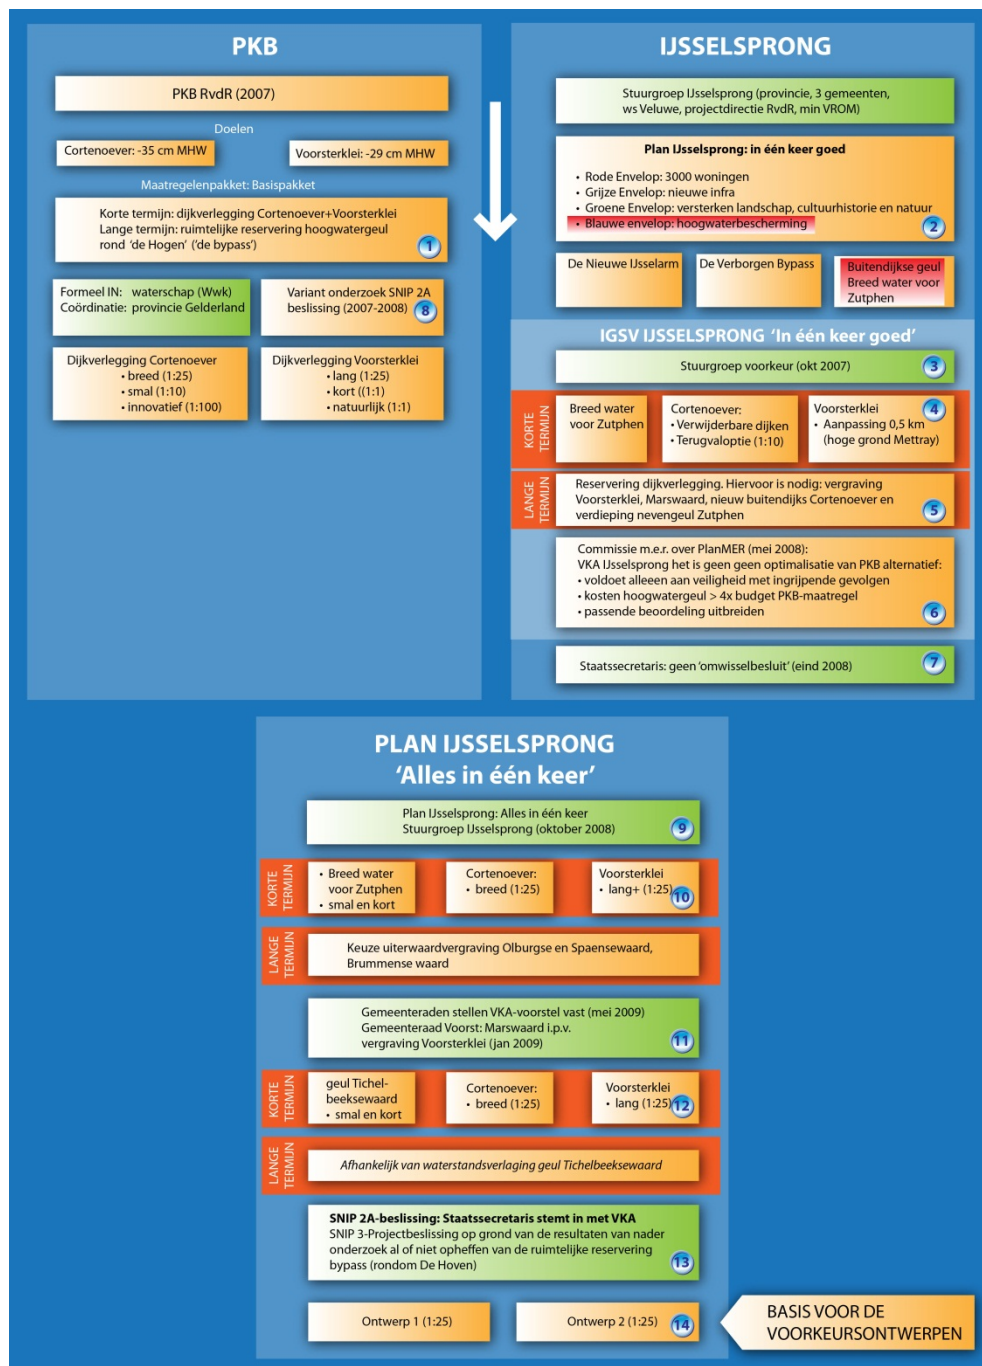 PKB
PKB RvdR (2007)
Doelen
Cortenoever: -35 cm MHW
Voorsterklei: -29 cm MHW
Maatregelenpakket: Basispakket
Korte termijn: dijkverlegging Cortenoever+Voorsterklei
Lange termijn: ruimtelijke reservering hoogwatergeul
rond 'de Hogen' ('de bypass')
1
Formeel IN: waterschap (Wwk)
Coördinatie: provincie Gelderland
Variant onderzoek SNIP 2A
beslissing (2007-2008)
8
Dijkverlegging Cortenoever
• breed (1:25)
• smal (1:10)
• innovatief (1:100)
Dijkverlegging Voorsterklei
• lang (1:25)
• kort ((1:1)
• natuurlijk (1:1)
IJSSELSPRONG
Stuurgroep IJsselsprong (provincie, 3 gemeenten,
ws Veluwe, projectdirectie RvdR, min VROM)
Plan IJsselsprong: in één keer goed
• Rode Envelop: 3000 woningen
• Grijze Envelop: nieuwe infra
• Groene Envelop: versterken landschap, cultuurhistorie en natuur
• Blauwe envelop: hoogwaterbescherming
2
De Nieuwe IJsselarm
De Verborgen Bypass
Buitendijkse geul
Breed water voor
Zutphen
IGSV IJSSELSPRONG 'In één keer goed'
Stuurgroep voorkeur (okt 2007)
3
KORTE
TERMIJN
Breed water
voor Zutphen
Cortenoever:
• Verwijderbare dijken
• Terugvaloptie (1:10)
Voorsterklei
• Aanpassing 0,5 km
(hoge grond Mettray)
4
LANGE
TERMIJN
Reservering dijkverlegging. Hiervoor is nodig: vergraving
Voorsterklei, Marswaard, nieuw buitendijks Cortenoever en
verdieping nevengeul Zutphen
5
Commissie m.e.r. over PlanMER (mei 2008):
VKA IJsselsprong het is geen geen optimalisatie van PKB alternatief:
• voldoet alleeen aan veiligheid met ingrijpende gevolgen
• kosten hoogwatergeul > 4x budget PKB-maatregel
• passende beoordeling uitbreiden
6
Staatssecretaris: geen 'omwisselbesluit' (eind 2008)
7
PLAN IJSSELSPRONG
'Alles in één keer'
Plan IJsselsprong: Alles in één keer
Stuurgroep IJsselsprong (oktober 2008)
9
KORTE
TERMIJN
• Breed water
voor Zutphen
• smal en kort
Cortenoever:
• breed (1:25)
Voorsterklei
• lang+ (1:25)
10
LANGE
TERMIJN
Keuze uiterwaardvergraving Olburgse en Spaensewaard,
Brummense waard
Gemeenteraden stellen VKA-voorstel vast (mei 2009)
Gemeenteraad Voorst: Marswaard i.p.v.
vergraving Voorsterklei (jan 2009)
11
KORTE
TERMIJN
geul Tichel-
beeksewaard
• smal en kort
Cortenoever:
• breed (1:25)
Voorsterklei
• lang (1:25)
12
LANGE
TERMIJN
Afhankelijk van waterstandsverlaging geul Tichelbeeksewaard
SNIP 2A-beslissing: Staatssecretaris stemt in met VKA
SNIP 3-Projectbeslissing op grond van de resultaten van nader
onderzoek al of niet opheffen van de ruimtelijke reservering
bypass (rondom De Hoven)
13
Ontwerp 1 (1:25)
Ontwerp 2 (1:25)
14
BASIS VOOR DE
VOORKEURSONTWERPEN